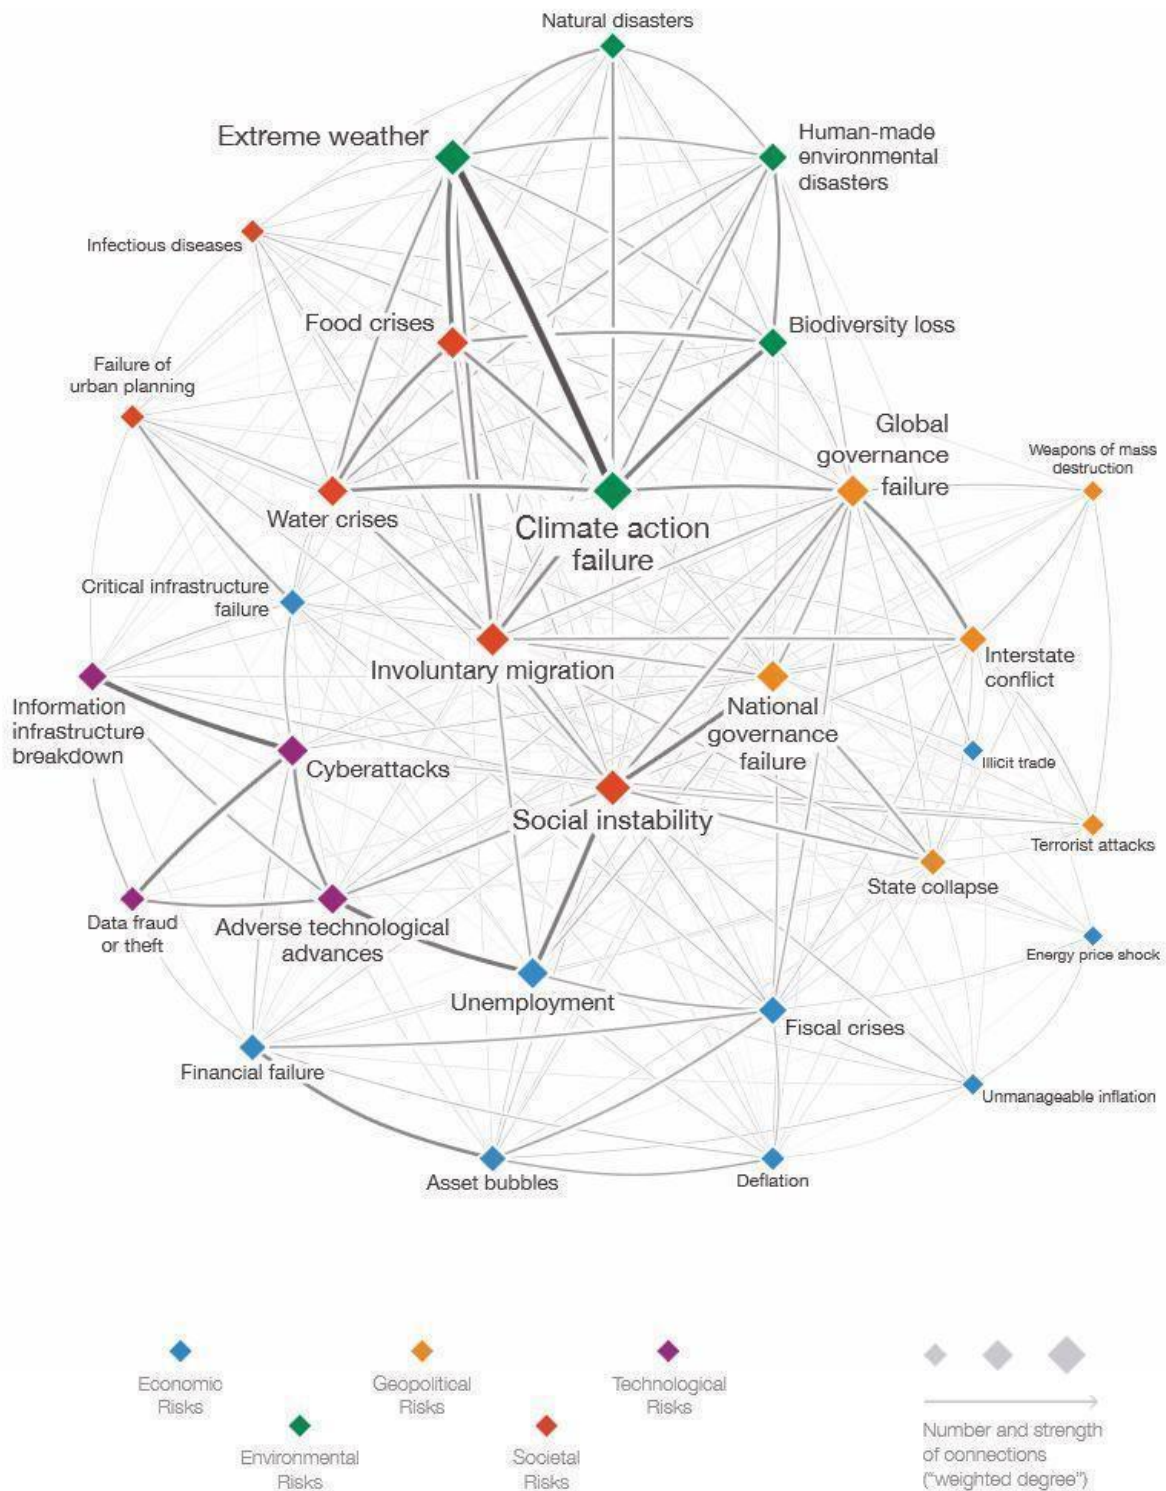 Natural disasters
Extreme weather
Human-made
environmental
disasters
Infectious diseases
Food crises
Biodiversity loss
Failure of
urban planning
Global
governance
failure
Weapons of mass
destruction
Water crises
Climate action
failure
Critical infrastructure
failure
Involuntary migration
Interstate
conflict
Information
infrastructure
breakdown
National
governance
failure
Cyberattacks
Illicit trade
Social instability
Terrorist attacks
State collapse
Data fraud
or theft
Adverse technological
advances
Energy price shock
Unemployment
Fiscal crises
Financial failure
Unmanageable inflation
Asset bubbles
Deflation
Economic
Risks
Geopolitical
Risks
Technological
Risks
Environmental
Risks
Societal
Risks
Number and strength
of connections
("weighted degree")